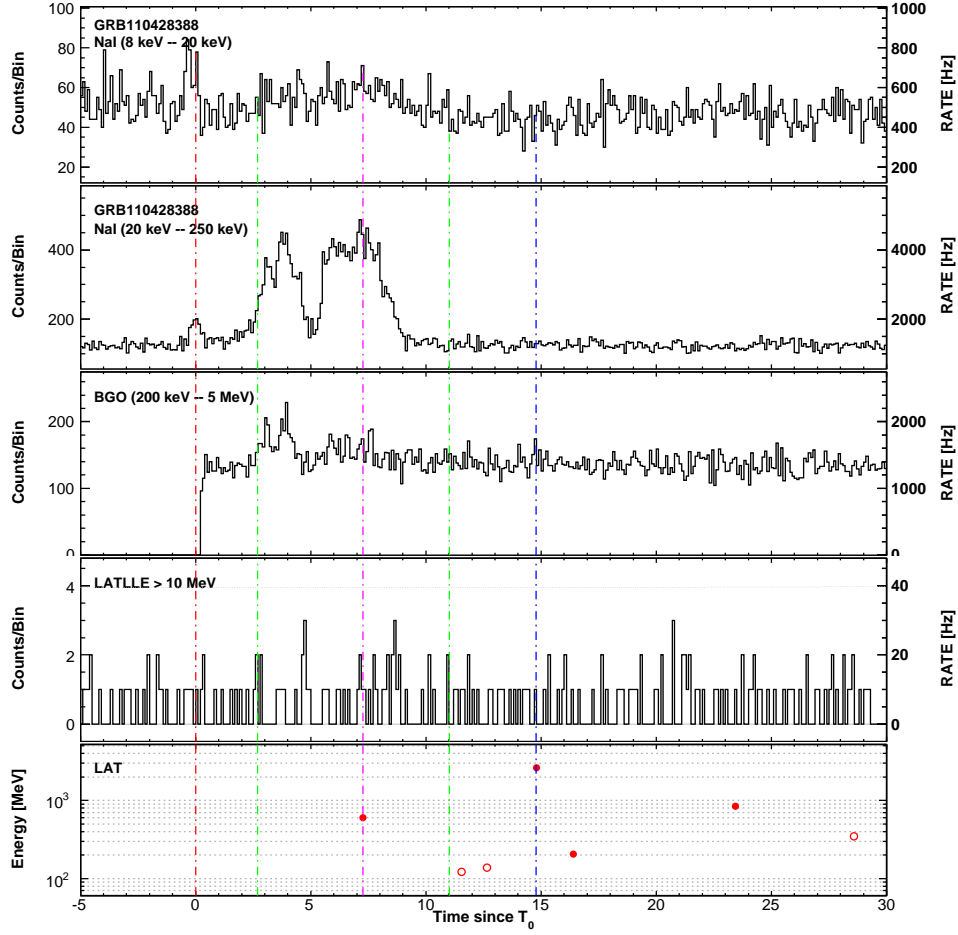 GRB110428388
NaI (8 keV -- 20 keV)
Counts/Bin
RATE [Hz]
100
80
60
40
20
1000
800
600
400
200
GRB110428388
NaI (20 keV -- 250 keV)
Counts/Bin
RATE [Hz]
400
200
4000
2000
BGO (200 keV -- 5 MeV)
Counts/Bin
RATE [Hz]
200
100
0
2000
1000
0
LATLLE > 10 MeV
Counts/Bin
RATE [Hz]
4
2
0
40
20
0
LAT
Energy [MeV]
10³
10²
-5 0 5 10 15 20 25 30
Time since T₀